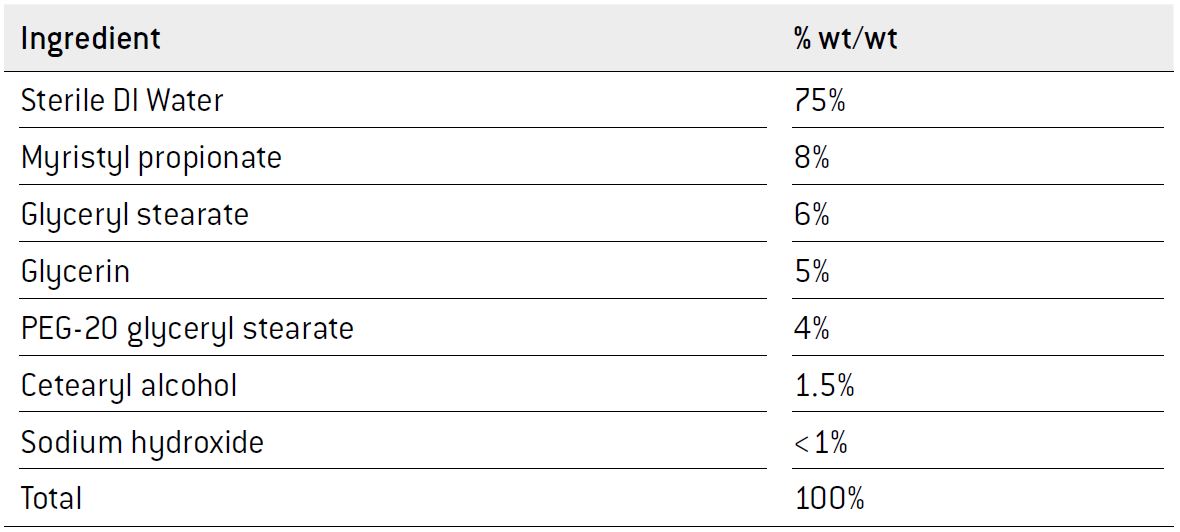 Ingredient % wt/wt
Sterile DI Water 75%
Myristyl propionate 8%
Glyceryl stearate 6%
Glycerin 5%
PEG-20 glyceryl stearate 4%
Cetearyl alcohol 1.5%
Sodium hydroxide <1%
Total 100%